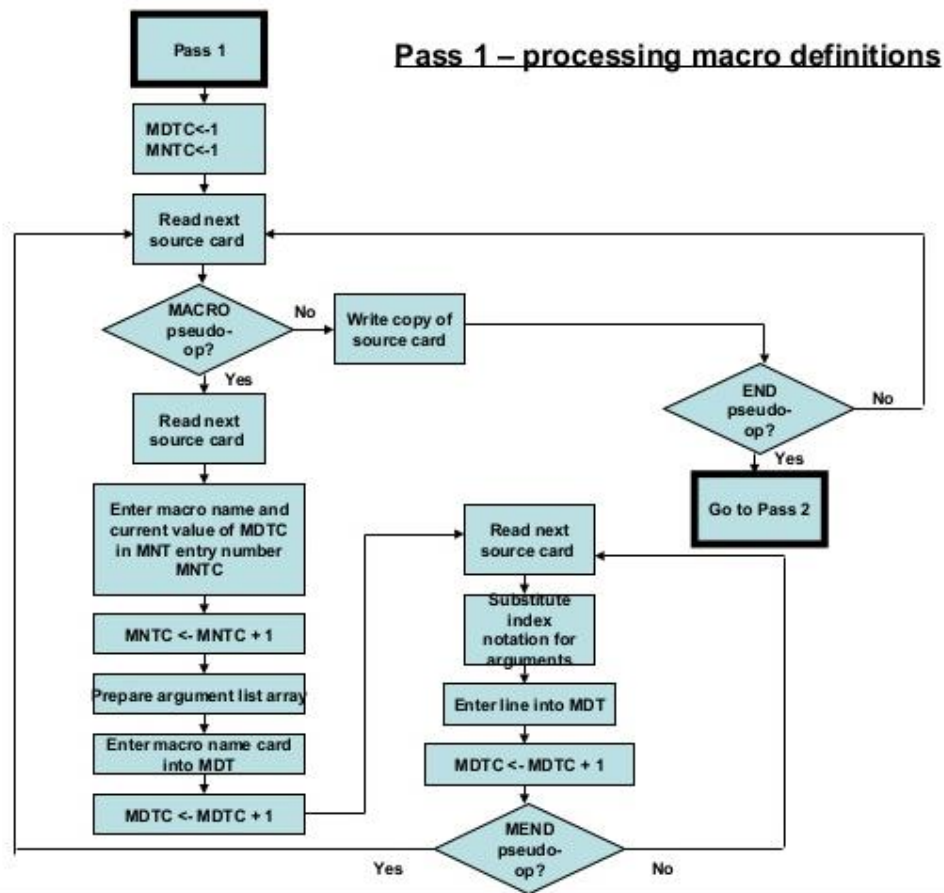 Pass 1
Pass 1 – processing macro definitions
MDTC<-1
MNTC<-1
Read next
source card
MACRO
pseudo-
op?
No
Write copy of
source card
Yes
END
pseudo-
op?
No
Yes
Go to Pass 2
Read next
source card
Enter macro name and
current value of MDTC
in MNT entry number
MNTC
MNTC <- MNTC + 1
Prepare argument list array
Enter macro name card
into MDT
MDTC <- MDTC + 1
Read next
source card
Substitute
index
notation for
arguments
Enter line into MDT
MDTC <- MDTC + 1
MEND
pseudo-
op?
Yes
No